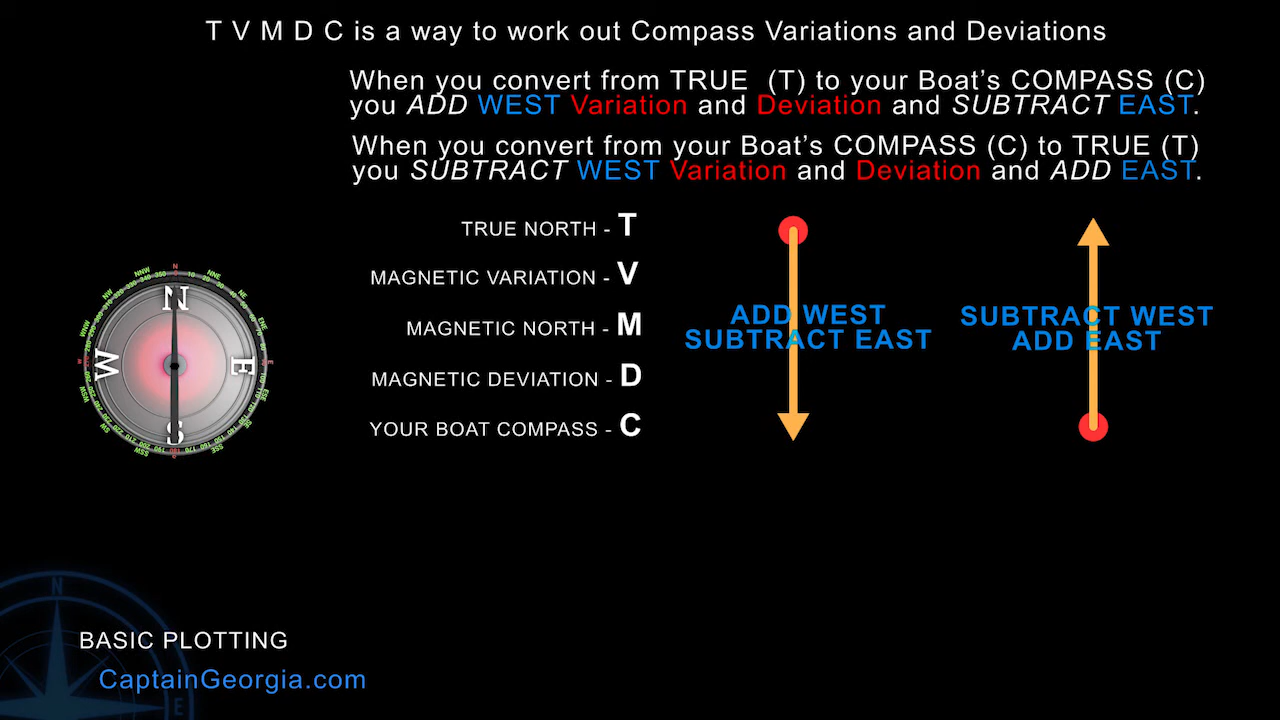 T V M D C is a way to work out Compass Variations and Deviations
When you convert from TRUE (T) to your Boat’s COMPASS (C)
you ADD WEST Variation and Deviation and SUBTRACT EAST.
When you convert from your Boat’s COMPASS (C) to TRUE (T)
you SUBTRACT WEST Variation and Deviation and ADD EAST.
TRUE NORTH - T
MAGNETIC VARIATION - V
MAGNETIC NORTH - M
MAGNETIC DEVIATION - D
YOUR BOAT COMPASS - C
ADD WEST
SUBTRACT EAST
SUBTRACT WEST
ADD EAST
N
W
E
S
N
E
BASIC PLOTTING
CaptainGeorgia.com